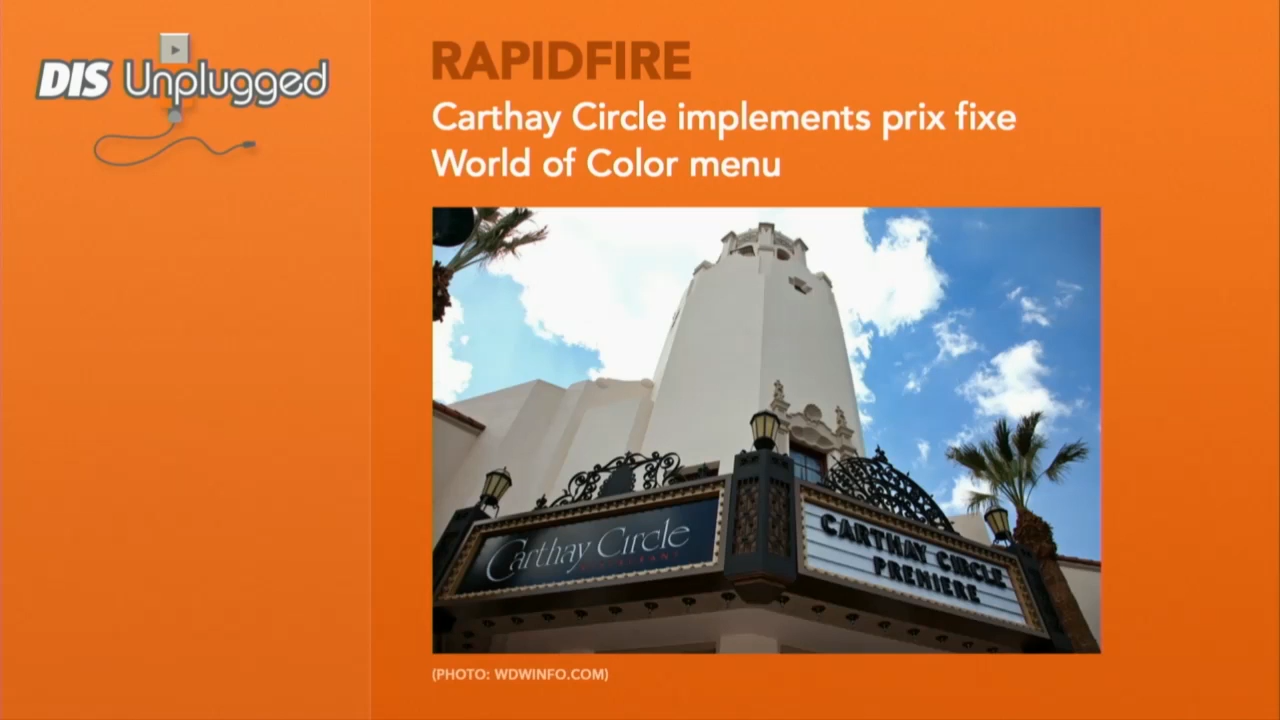 DIS Unplugged
RAPIDFIRE
Carthay Circle implements prix fixe
World of Color menu
Carthay Circle
RESTAURANT
CARTHAY CIRCLE
PREMIERE
(PHOTO: WDWINFO.COM)